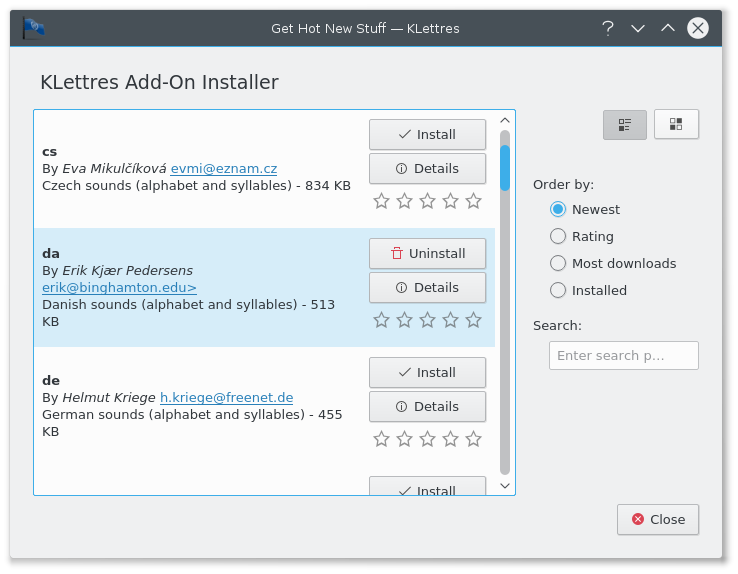 Get Hot New Stuff — KLettres
KLettres Add-On Installer
cs
By Eva Mikulčíková evmi@eznam.cz
Czech sounds (alphabet and syllables) - 834 KB
Install
Details
da
By Erik Kjær Pedersens
erik@binghamton.edu>
Danish sounds (alphabet and syllables) - 513
KB
Uninstall
Details
de
By Helmut Kriege h.kriege@freenet.de
German sounds (alphabet and syllables) - 455
KB
Install
Details
Install
Order by:
Newest
Rating
Most downloads
Installed
Search:
Enter search p...
Close